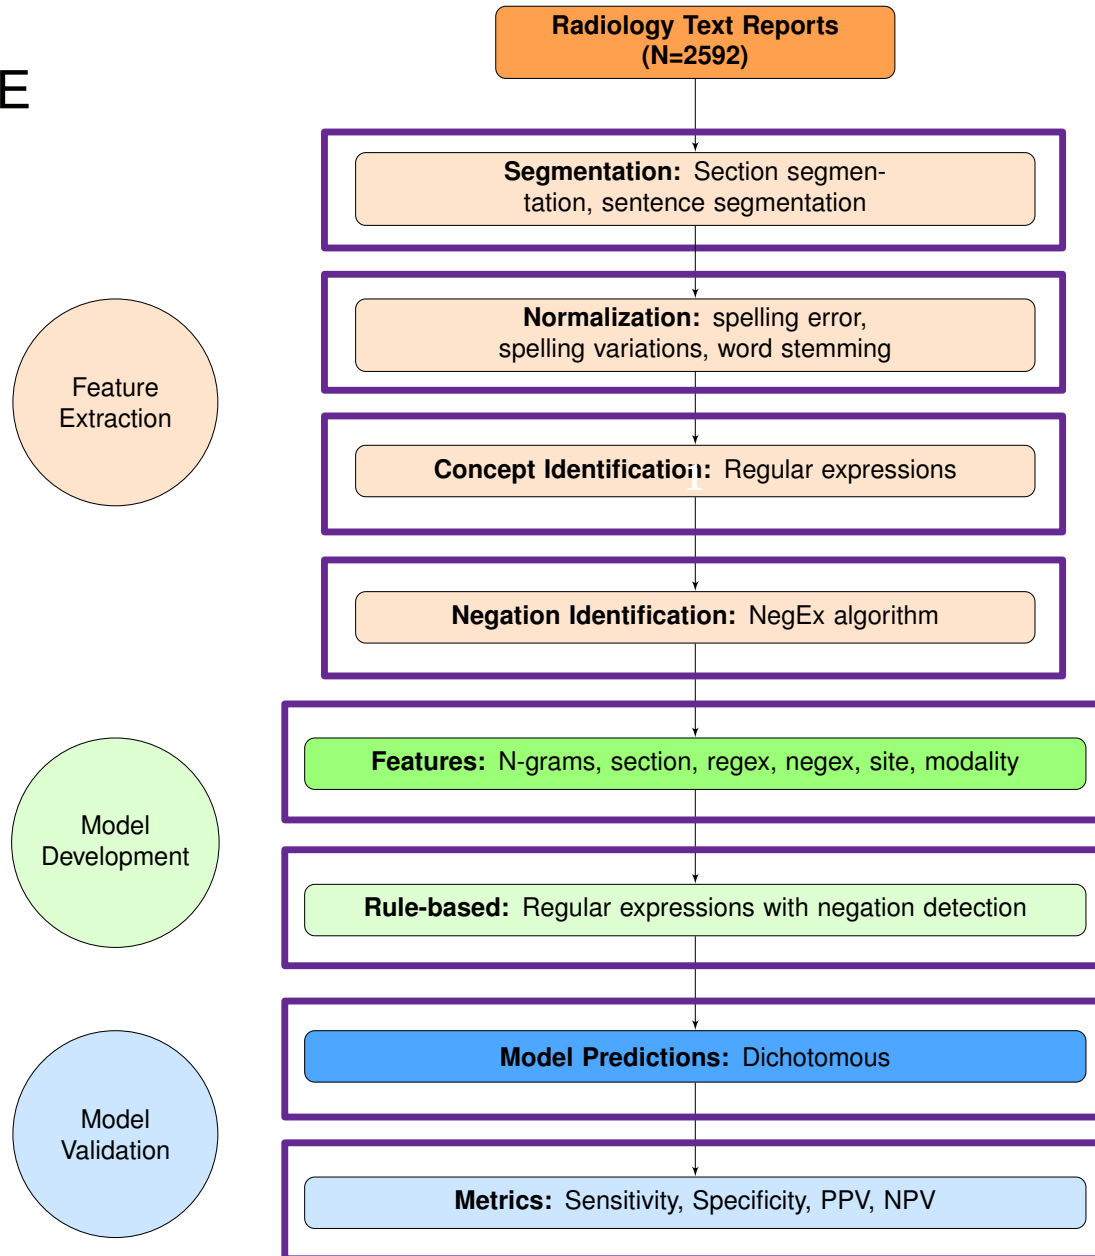 Radiology Text Reports
(N=2592)
E
Segmentation: Section segmen-
tation, sentence segmentation
Normalization: spelling error,
spelling variations, word stemming
Feature
Extraction
Concept Identification: Regular expressions
1
Negation Identification: NegEx algorithm
Features: N-grams, section, regex, negex, site, modality
Model
Development
Rule-based: Regular expressions with negation detection
Model Predictions: Dichotomous
Model
Validation
Metrics: Sensitivity, Specificity, PPV, NPV